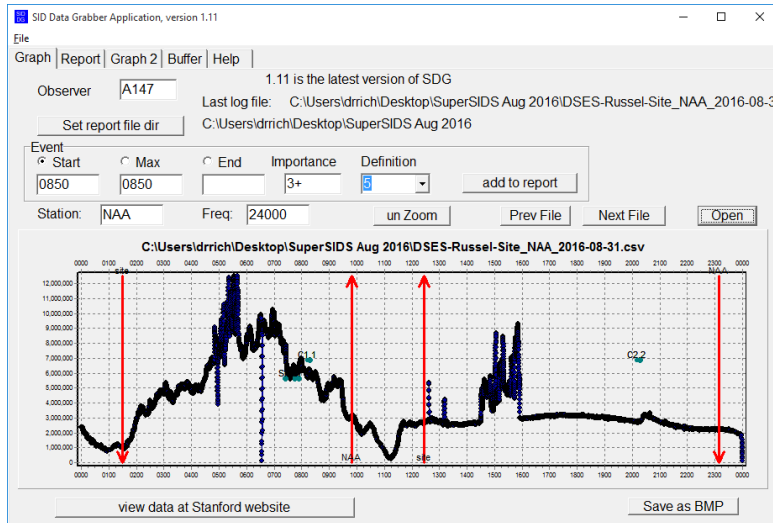 SID Data Grabber Application, version 1.11
File
Graph Report Graph 2 Buffer Help
Observer A147 1.11 is the latest version of SDG
Last log file: C:\Users\drrich\Desktop\SuperSIDS Aug 2016\DSES-Russel-Site_NAA_2016-08-3
Set report file dir C:\Users\drrich\Desktop\SuperSIDS Aug 2016
Event
Start Max End Importance Definition
0850 0850 3+ 5 add to report
Station: NAA Freq: 24000 un Zoom Prev File Next File Open
C:\Users\drrich\Desktop\SuperSIDS Aug 2016\DSES-Russel-Site_NAA_2016-08-31.csv
0000 0100 0200 0300 0400 0500 0600 0700 0800 0900 1000 1100 1200 1300 1400 1500 1600 1700 1800 1900 2000 2100 2200 2300 0000
site NAA
12,000,000
11,000,000
10,000,000
9,000,000
8,000,000
7,000,000
C1.1 C2.2
6,000,000
5,000,000
4,000,000
3,000,000
2,000,000
1,000,000
NAA site
0
0000 0100 0200 0300 0400 0500 0600 0700 0800 0900 1000 1100 1200 1300 1400 1500 1600 1700 1800 1900 2000 2100 2200 2300 0000
view data at Stanford website Save as BMP